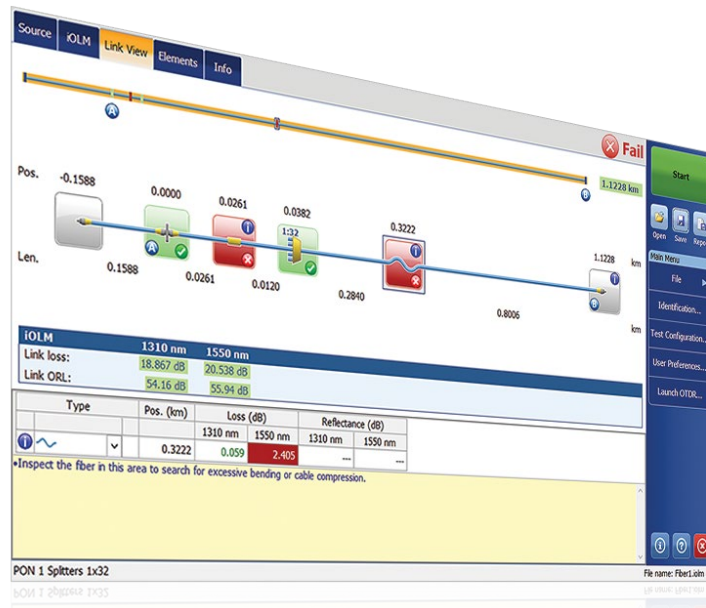 Source iOLM Link View Elements Info
Fail
A
B
1.1228 km
Pos. -0.1588 0.0000 0.0261 0.0382 0.3222 1.1228 km
1:32
A
B
Len. 0.1588 0.0261 0.0120 0.2840 0.8006 km
iOLM 1310 nm 1550 nm
Link loss: 18.867 dB 20.538 dB
Link ORL: 54.16 dB 55.94 dB
Type Pos. (km) Loss (dB) Reflectance (dB)
1310 nm 1550 nm 1310 nm 1550 nm
0.3222 0.059 2.405 --- ---
•Inspect the fiber in this area to search for excessive bending or cable compression.
PON 1 Splitters 1x32
File name: Fiber1.iolm
Start
Open Save
Main Menu
File
Identification...
Test Configuration...
User Preferences...
Launch OTDR...